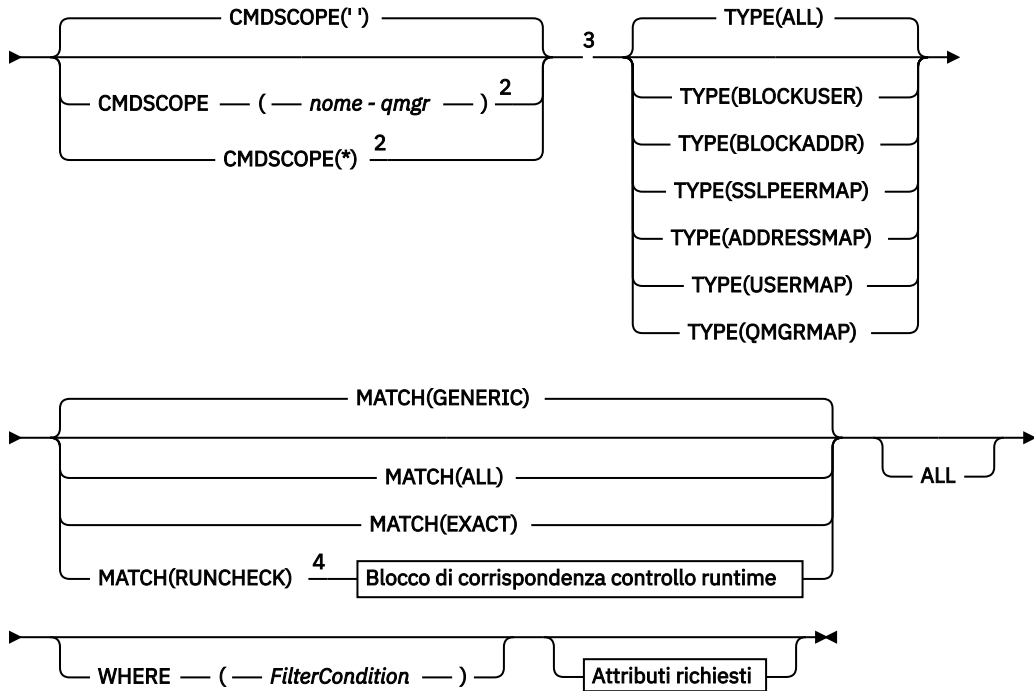 CMDSCOPE(' ')
CMDSCOPE ( nome - qmgr ) 2
CMDSCOPE(*) 2
3
TYPE(ALL)
TYPE(BLOCKUSER)
TYPE(BLOCKADDR)
TYPE(SSLPEERMAP)
TYPE(ADDRESSMAP)
TYPE(USERMAP)
TYPE(QMGRMAP)
MATCH(GENERIC)
MATCH(ALL)
MATCH(EXACT)
MATCH(RUNCHECK) 4 Blocco di corrispondenza controllo runtime
ALL
WHERE ( FilterCondition )
Attributi richiesti